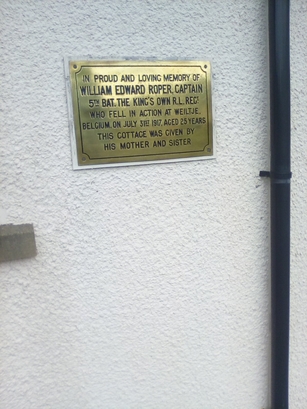 IN PROUD AND LOVING MEMORY OF
WILLIAM EDWARD ROPER, CAPTAIN
5TH BAT. THE KING'S OWN R.L. REGT
WHO FELL IN ACTION AT WEILTJE,
BELGIUM, ON JULY 31ST 1917, AGED 25 YEARS
THIS COTTAGE WAS GIVEN BY
HIS MOTHER AND SISTER